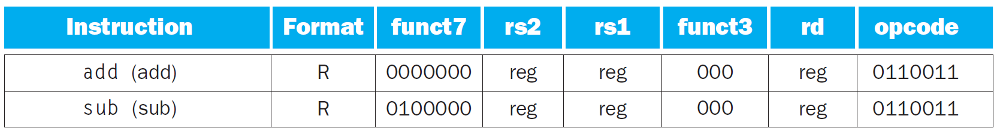 Instruction Format funct7 rs2 rs1 funct3 rd opcode
add (add) R 0000000 reg reg 000 reg 0110011
sub (sub) R 0100000 reg reg 000 reg 0110011